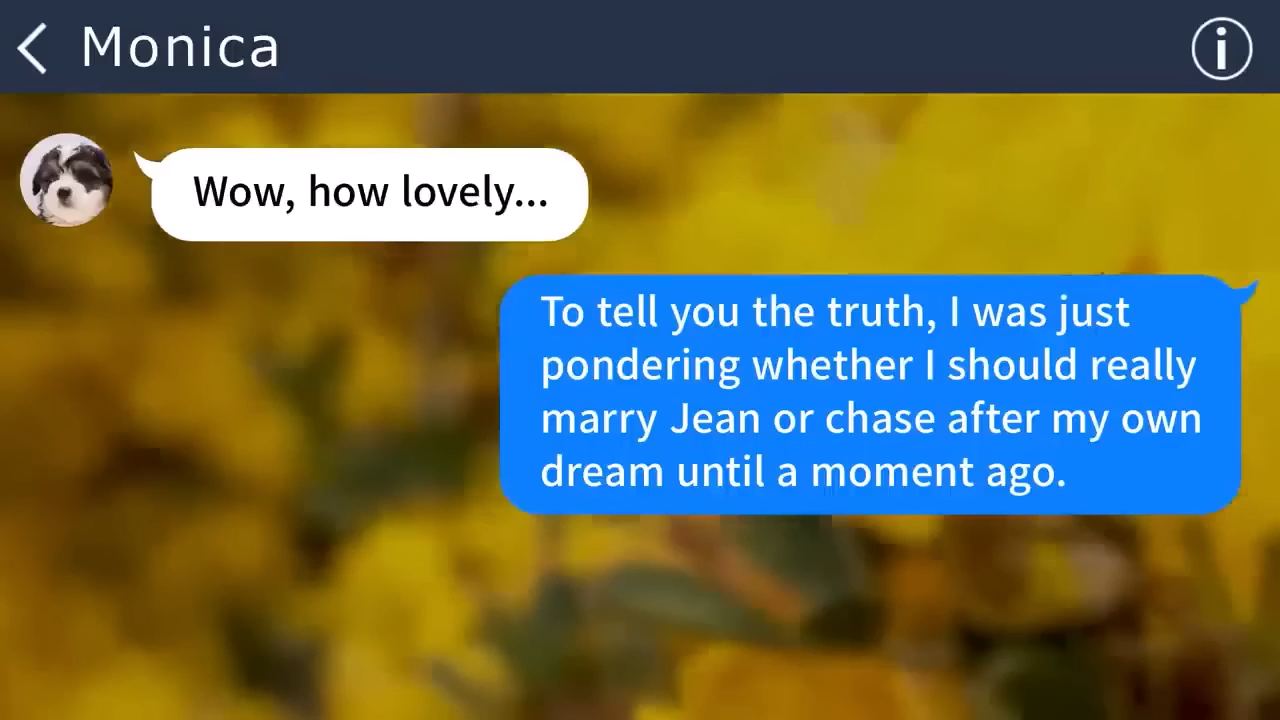 Monica
Wow, how lovely...
To tell you the truth, I was just
pondering whether I should really
marry Jean or chase after my own
dream until a moment ago.